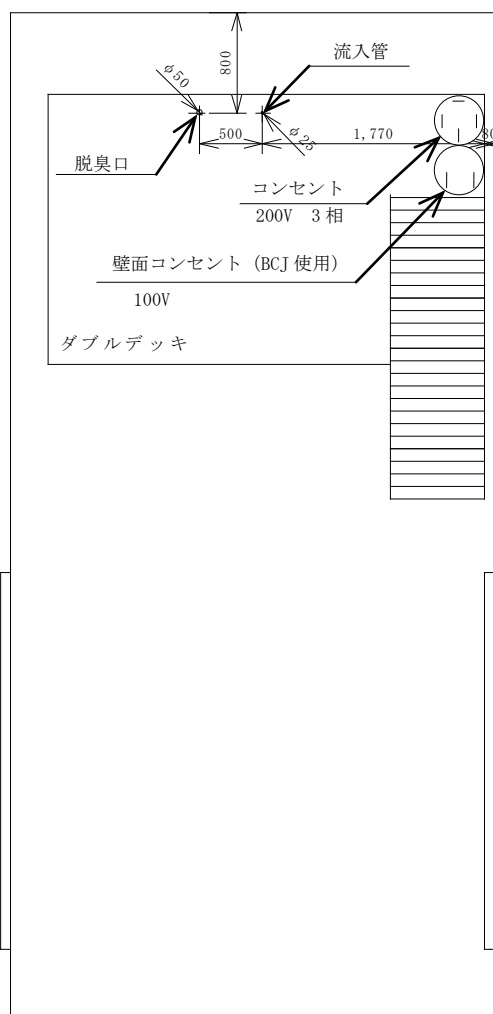 流入管
800
φ50
500
φ25
1,770
80
脱臭口
コンセント
200V 3相
壁面コンセント（BCJ使用）
100V
ダブルデッキ